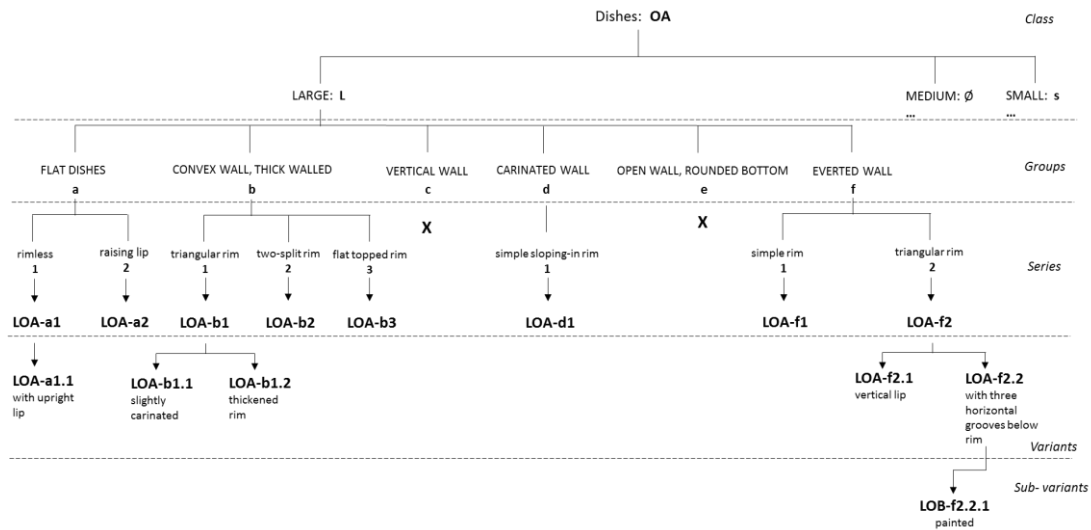 Dishes: OA
Class
LARGE: L
MEDIUM: Ø
SMALL: s
...
...
FLAT DISHES
CONVEX WALL, THICK WALLED
VERTICAL WALL
CARINATED WALL
OPEN WALL, ROUNDED BOTTOM
EVERTED WALL
Groups
a
b
c
d
e
f
X
X
rimless
raising lip
triangular rim
two-split rim
flat topped rim
simple sloping-in rim
simple rim
triangular rim
1
2
1
2
3
1
1
2
Series
LOA-a1
LOA-a2
LOA-b1
LOA-b2
LOA-b3
LOA-d1
LOA-f1
LOA-f2
LOA-a1.1
with upright
lip
LOA-b1.1
slightly
carinated
LOA-b1.2
thickened
rim
LOA-f2.1
vertical lip
LOA-f2.2
with three
horizontal
grooves below
rim
Variants
Sub- variants
LOB-f2.2.1
painted